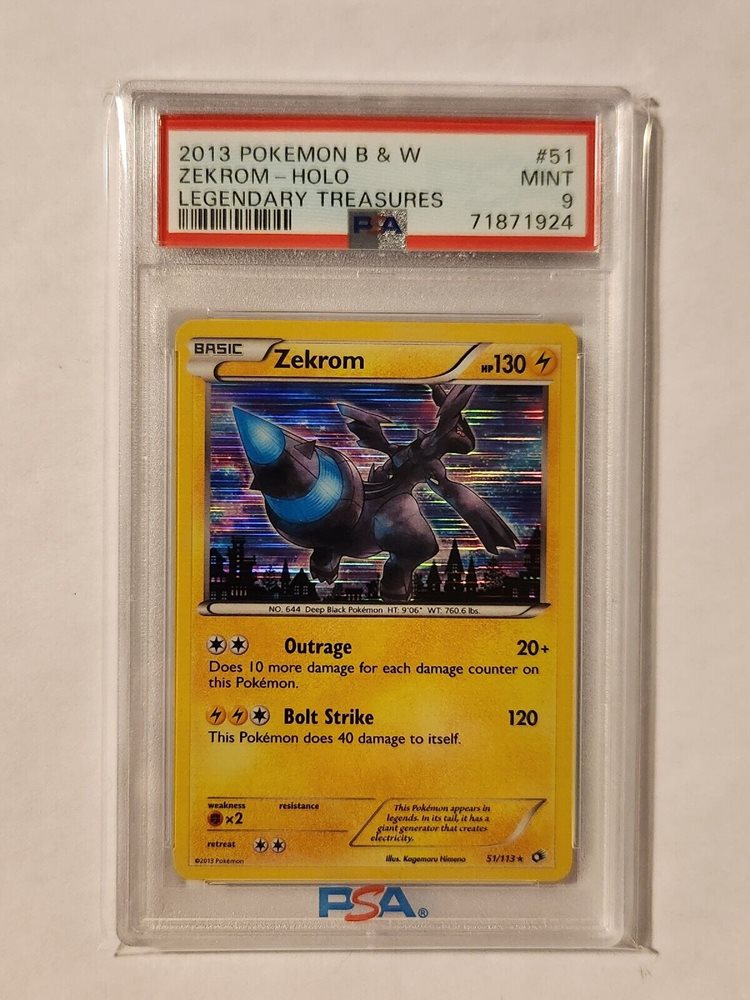 2013 POKEMON B & W #51
ZEKROM - HOLO MINT
LEGENDARY TREASURES 9
PSA 71871924
BASIC Zekrom HP130
NO. 644 Deep Black Pokémon HT: 9'06" WT: 760.6 lbs.
Outrage 20+
Does 10 more damage for each damage counter on
this Pokémon.
Bolt Strike 120
This Pokémon does 40 damage to itself.
weakness resistance
×2
retreat
This Pokémon appears in
legends. In its tail, it has a
giant generator that creates
electricity.
©2013 Pokémon Illus. Kagemaru Himeno 51/113 ★
PSA®